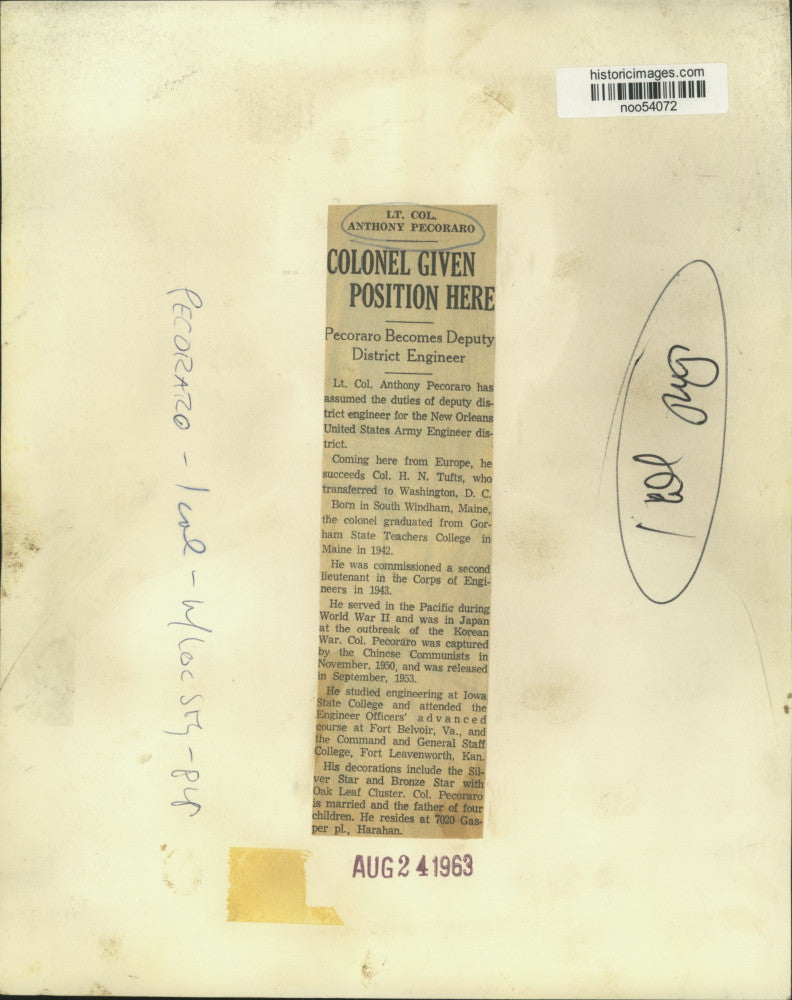 historicimages.com
noo54072
LT. COL.
ANTHONY PECORARO
COLONEL GIVEN
POSITION HERE
Pecoraro Becomes Deputy
District Engineer
Lt. Col. Anthony Pecoraro has
assumed the duties of deputy dis-
trict engineer for the New Orleans
United States Army Engineer dis-
trict.
Coming here from Europe, he
succeeds Col. H. N. Tufts, who
transferred to Washington, D. C.
Born in South Windham, Maine,
the colonel graduated from Gor-
ham State Teachers College in
Maine in 1942.
He was commissioned a second
lieutenant in the Corps of Engi-
neers in 1943.
He served in the Pacific during
World War II and was in Japan
at the outbreak of the Korean
War. Col. Pecoraro was captured
by the Chinese Communists in
November, 1950, and was released
in September, 1953.
He studied engineering at Iowa
State College and attended the
Engineer Officers' advanced
course at Fort Belvoir, Va., and
the Command and General Staff
College, Fort Leavenworth, Kan.
His decorations include the Sil-
ver Star and Bronze Star with
Oak Leaf Cluster. Col. Pecoraro
is married and the father of four
children. He resides at 7020 Gas-
per pl., Harahan.
AUG 24 1963
PECORARO - 1 col - w/loc
1 col